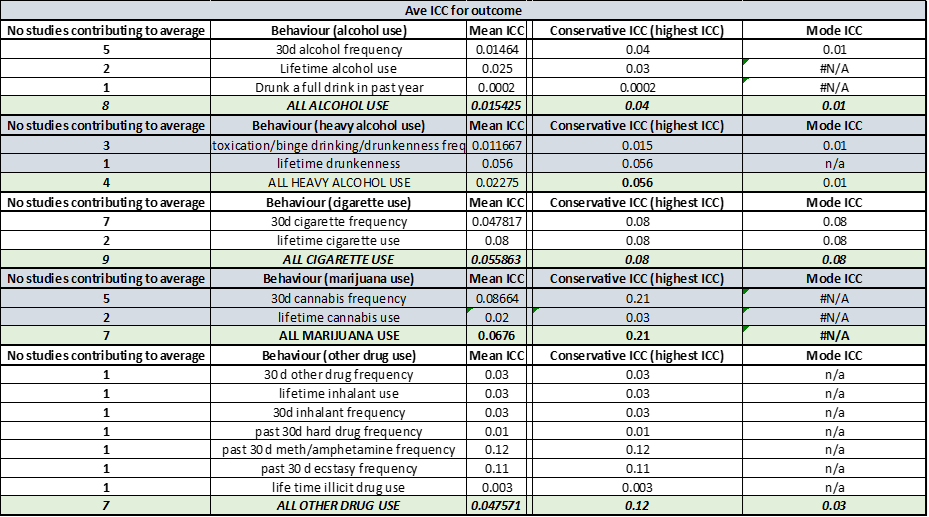 Ave ICC for outcome
No studies contributing to average Behaviour (alcohol use) Mean ICC Conservative ICC (highest ICC) Mode ICC
5 30d alcohol frequency 0.01464 0.04 0.01
2 Lifetime alcohol use 0.025 0.03 #N/A
1 Drunk a full drink in past year 0.0002 0.0002 #N/A
8 ALL ALCOHOL USE 0.015425 0.04 0.01
No studies contributing to average Behaviour (heavy alcohol use) Mean ICC Conservative ICC (highest ICC) Mode ICC
3 toxication/binge drinking/drunkenness freq 0.011667 0.015 0.01
1 lifetime drunkenness 0.056 0.056 n/a
4 ALL HEAVY ALCOHOL USE 0.02275 0.056 0.01
No studies contributing to average Behaviour (cigarette use) Mean ICC Conservative ICC (highest ICC) Mode ICC
7 30d cigarette frequency 0.047817 0.08 0.08
2 lifetime cigarette use 0.08 0.08 0.08
9 ALL CIGARETTE USE 0.055863 0.08 0.08
No studies contributing to average Behaviour (marijuana use) Mean ICC Conservative ICC (highest ICC) Mode ICC
5 30d cannabis frequency 0.08664 0.21 #N/A
2 lifetime cannabis use 0.02 0.03 #N/A
7 ALL MARIJUANA USE 0.0676 0.21 #N/A
No studies contributing to average Behaviour (other drug use) Mean ICC Conservative ICC (highest ICC) Mode ICC
1 30 d other drug frequency 0.03 0.03 n/a
1 lifetime inhalant use 0.03 0.03 n/a
1 30d inhalant frequency 0.03 0.03 n/a
1 past 30d hard drug frequency 0.01 0.01 n/a
1 past 30 d meth/amphetamine frequency 0.12 0.12 n/a
1 past 30 d ecstasy frequency 0.11 0.11 n/a
1 life time illicit drug use 0.003 0.003 n/a
7 ALL OTHER DRUG USE 0.047571 0.12 0.03